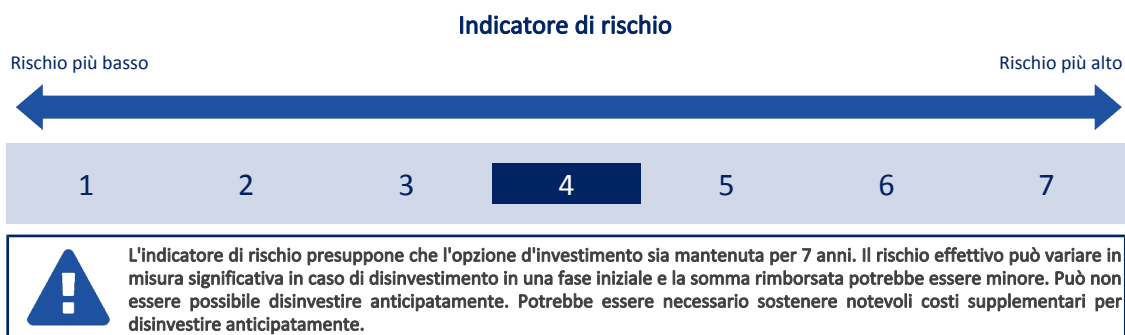 Indicatore di rischio
Rischio più basso
Rischio più alto
1 2 3 4 5 6 7
L'indicatore di rischio presuppone che l'opzione d'investimento sia mantenuta per 7 anni. Il rischio effettivo può variare in
misura significativa in caso di disinvestimento in una fase iniziale e la somma rimborsata potrebbe essere minore. Può non
essere possibile disinvestire anticipatamente. Potrebbe essere necessario sostenere notevoli costi supplementari per
disinvestire anticipatamente.